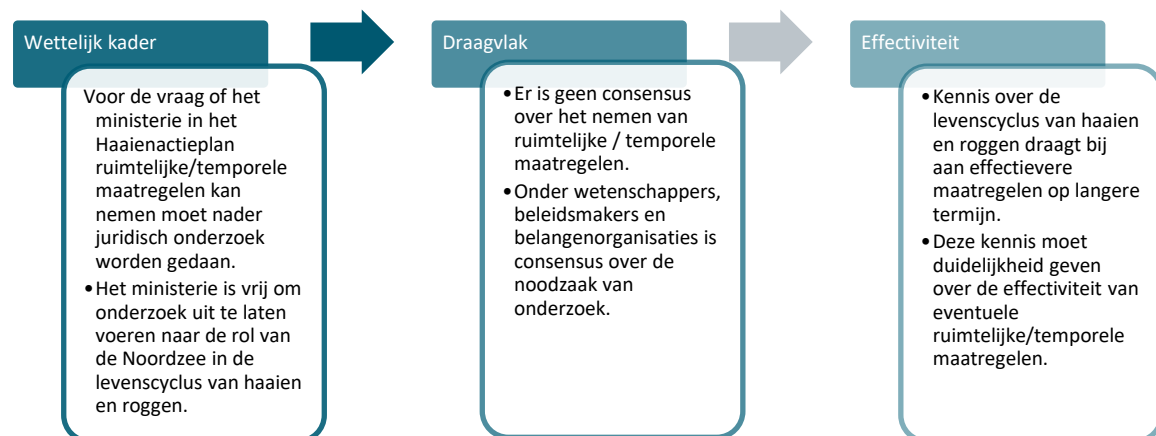 Wettelijk kader
Voor de vraag of het
ministerie in het
Haaienactieplan
ruimtelijke/temporele
maatregelen kan
nemen moet nader
juridisch onderzoek
worden gedaan.
•Het ministerie is vrij om
onderzoek uit te laten
voeren naar de rol van
de Noordzee in de
levenscyclus van haaien
en roggen.
Draagvlak
•Er is geen consensus
over het nemen van
ruimtelijke / temporele
maatregelen.
•Onder wetenschappers,
beleidsmakers en
belangenorganisaties is
consensus over de
noodzaak van
onderzoek.
Effectiviteit
•Kennis over de
levenscyclus van haaien
en roggen draagt bij
aan effectievere
maatregelen op langere
termijn.
•Deze kennis moet
duidelijkheid geven
over de effectiviteit van
eventuele
ruimtelijke/temporele
maatregelen.